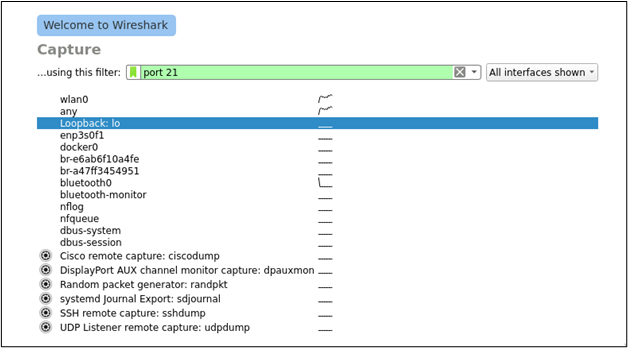 Welcome to Wireshark
Capture
...using this filter: port 21 All interfaces shown
wlan0
any
Loopback: lo
enp3s0f1
docker0
br-e6ab6f10a4fe
br-a47ff3454951
bluetooth0
bluetooth-monitor
nflog
nfqueue
dbus-system
dbus-session
Cisco remote capture: ciscodump
DisplayPort AUX channel monitor capture: dpauxmon
Random packet generator: randpkt
systemd Journal Export: sdjournal
SSH remote capture: sshdump
UDP Listener remote capture: udpdump